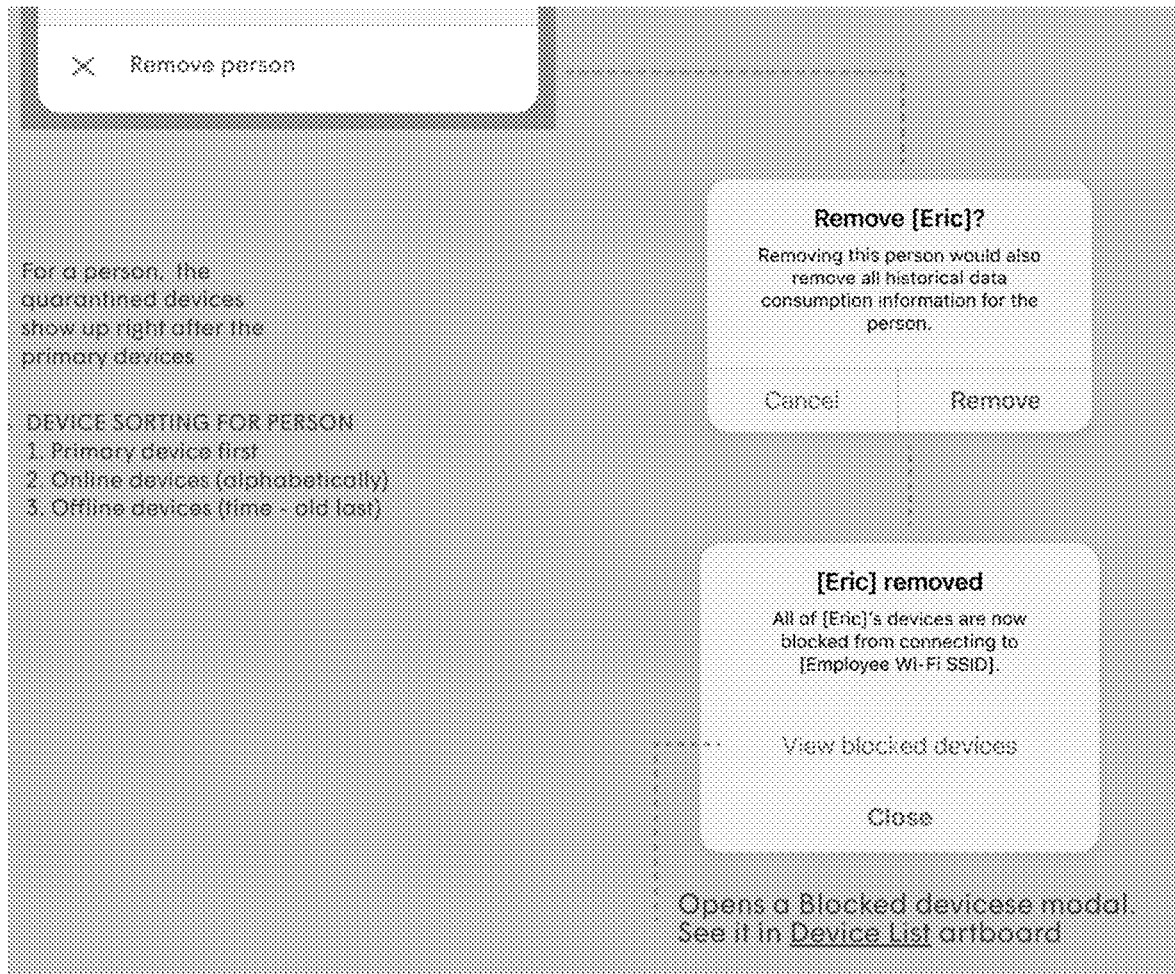 Remove person
Remove [Eric]?
Removing this person would also
remove all historical data
consumption information for the
person.
Cancel
Remove
For a person, the
quarantined devices
show up right after the
primary devices
DEVICE SORTING FOR PERSON
1. Primary device first
2. Online devices (alphabetically)
3. Offline devices (time - old last)
[Eric] removed
All of [Eric]'s devices are now
blocked from connecting to
[Employee Wi-Fi SSID].
View blocked devices
Close
Opens a Blocked devicese modal.
See it in Device List artboard